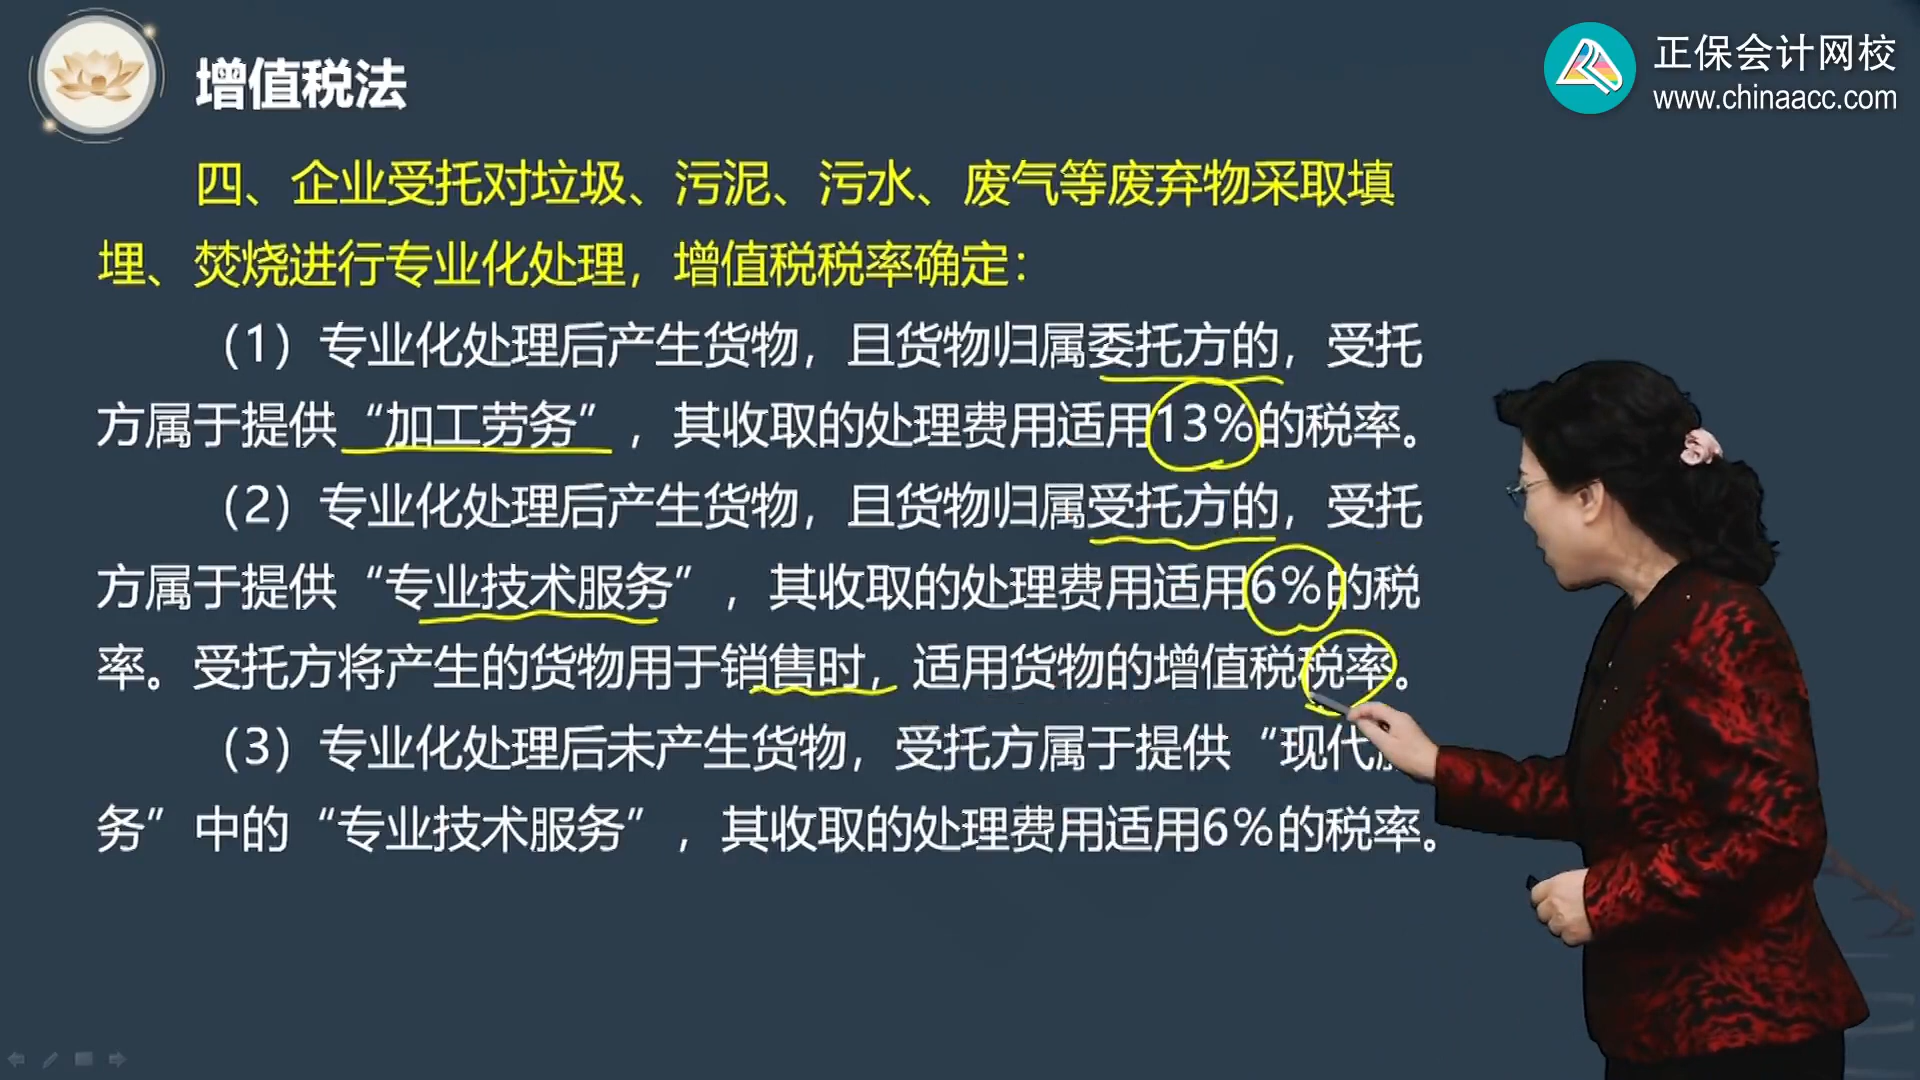 增值税法
正保会计网校
www.chinaacc.com
四、企业受托对垃圾、污泥、污水、废气等废弃物采取填
埋、焚烧进行专业化处理，增值税税率确定：
（1）专业化处理后产生货物，且货物归属委托方的，受托
方属于提供“加工劳务”，其收取的处理费用适用13%的税率。
（2）专业化处理后产生货物，且货物归属受托方的，受托
方属于提供“专业技术服务”，其收取的处理费用适用6%的税
率。受托方将产生的货物用于销售时，适用货物的增值税税率。
（3）专业化处理后未产生货物，受托方属于提供“现代服
务”中的“专业技术服务”，其收取的处理费用适用6%的税率。